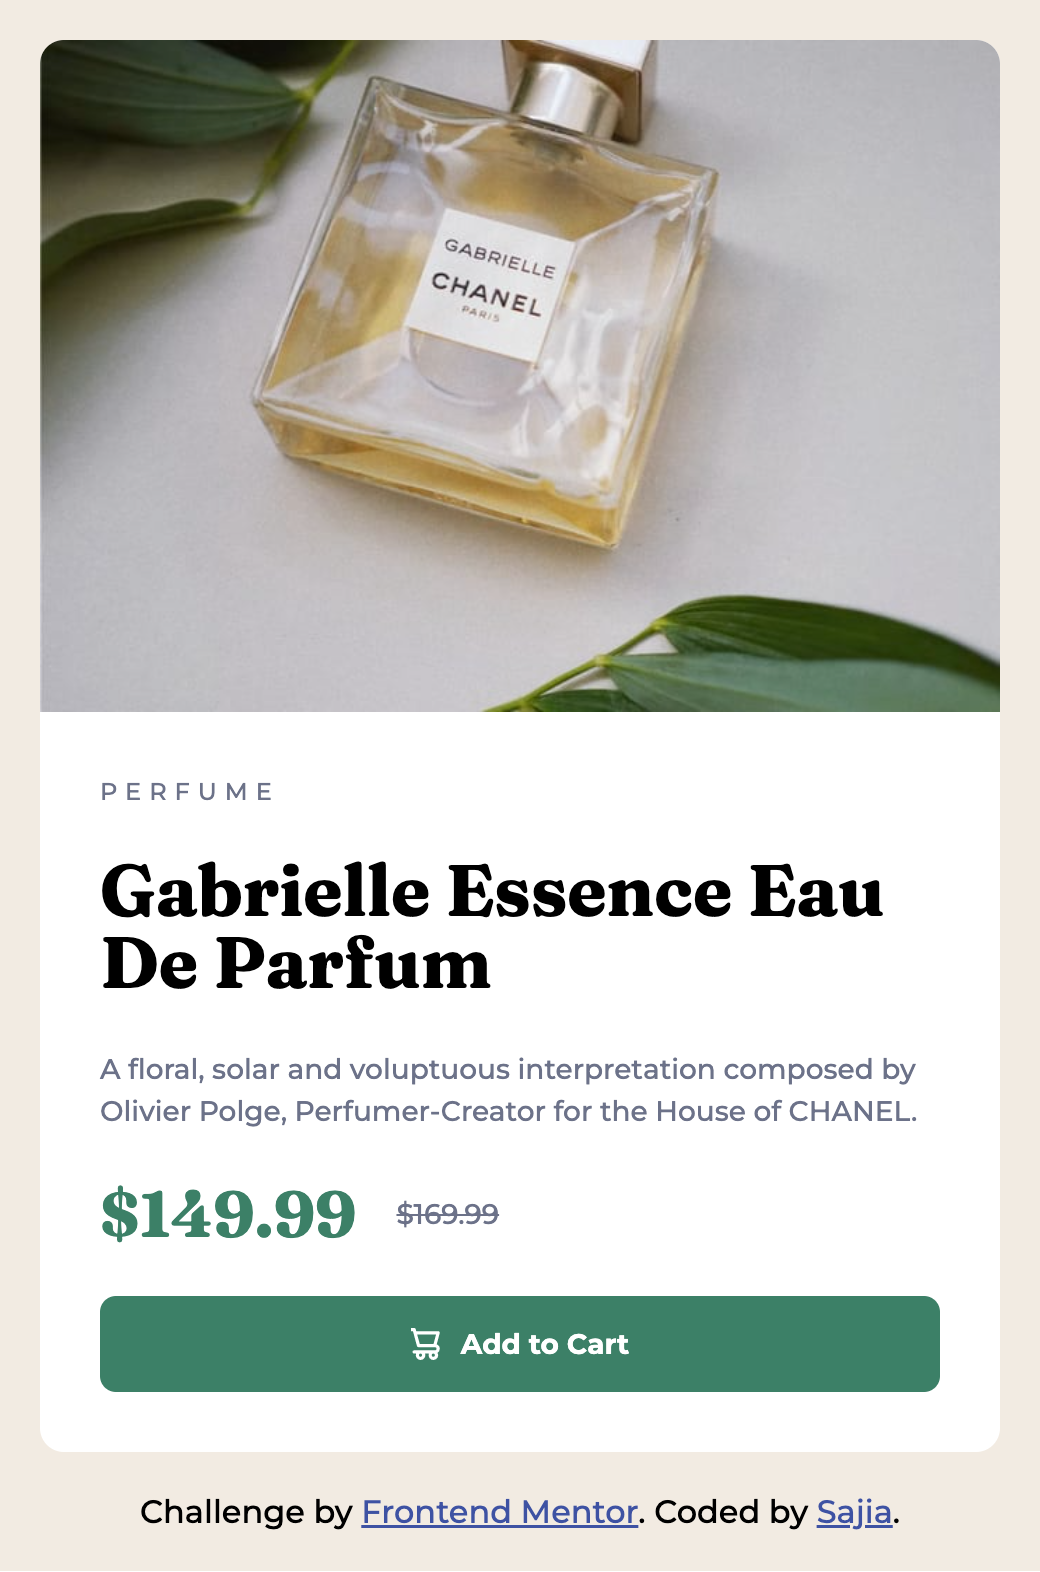 GABRIELLE
CHANEL
PARIS
PERFUME
Gabrielle Essence Eau
De Parfum
A floral, solar and voluptuous interpretation composed by
Olivier Polge, Perfumer-Creator for the House of CHANEL.
$149.99 $169.99
Add to Cart
Challenge by Frontend Mentor. Coded by Sajia.